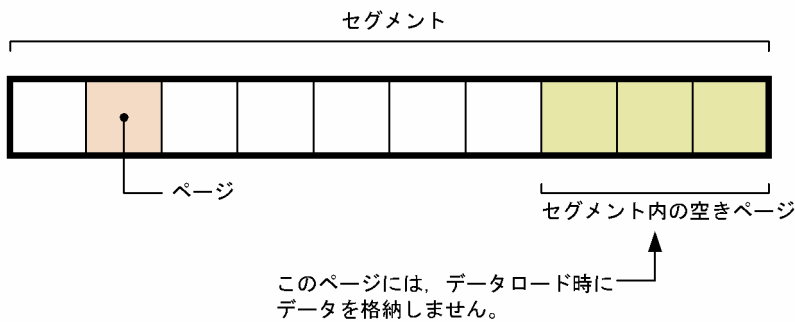 セグメント
ページ
セグメント内の空きページ
このページには，データロード時に
データを格納しません。